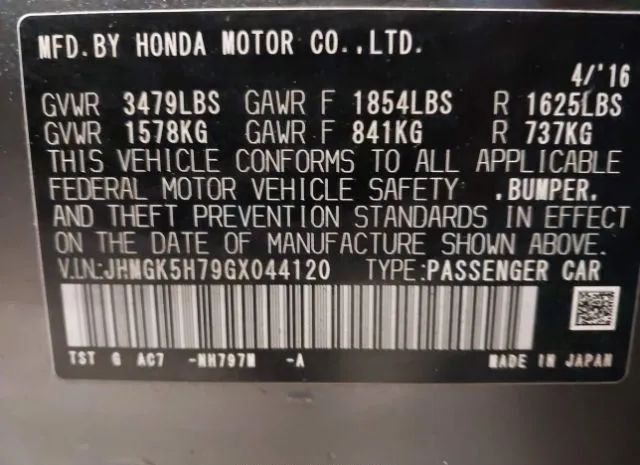 MFD.BY HONDA MOTOR CO.,LTD.
4/'16
GVWR 3479LBS GAWR F 1854LBS R 1625LBS
GVWR 1578KG GAWR F 841KG R 737KG
THIS VEHICLE CONFORMS TO ALL APPLICABLE
FEDERAL MOTOR VEHICLE SAFETY ,BUMPER,
AND THEFT PREVENTION STANDARDS IN EFFECT
ON THE DATE OF MANUFACTURE SHOWN ABOVE.
V.I.N:JHMGK5H79GX044120 TYPE:PASSENGER CAR
TST G AC7 -NH797M -A MADE IN JAPAN